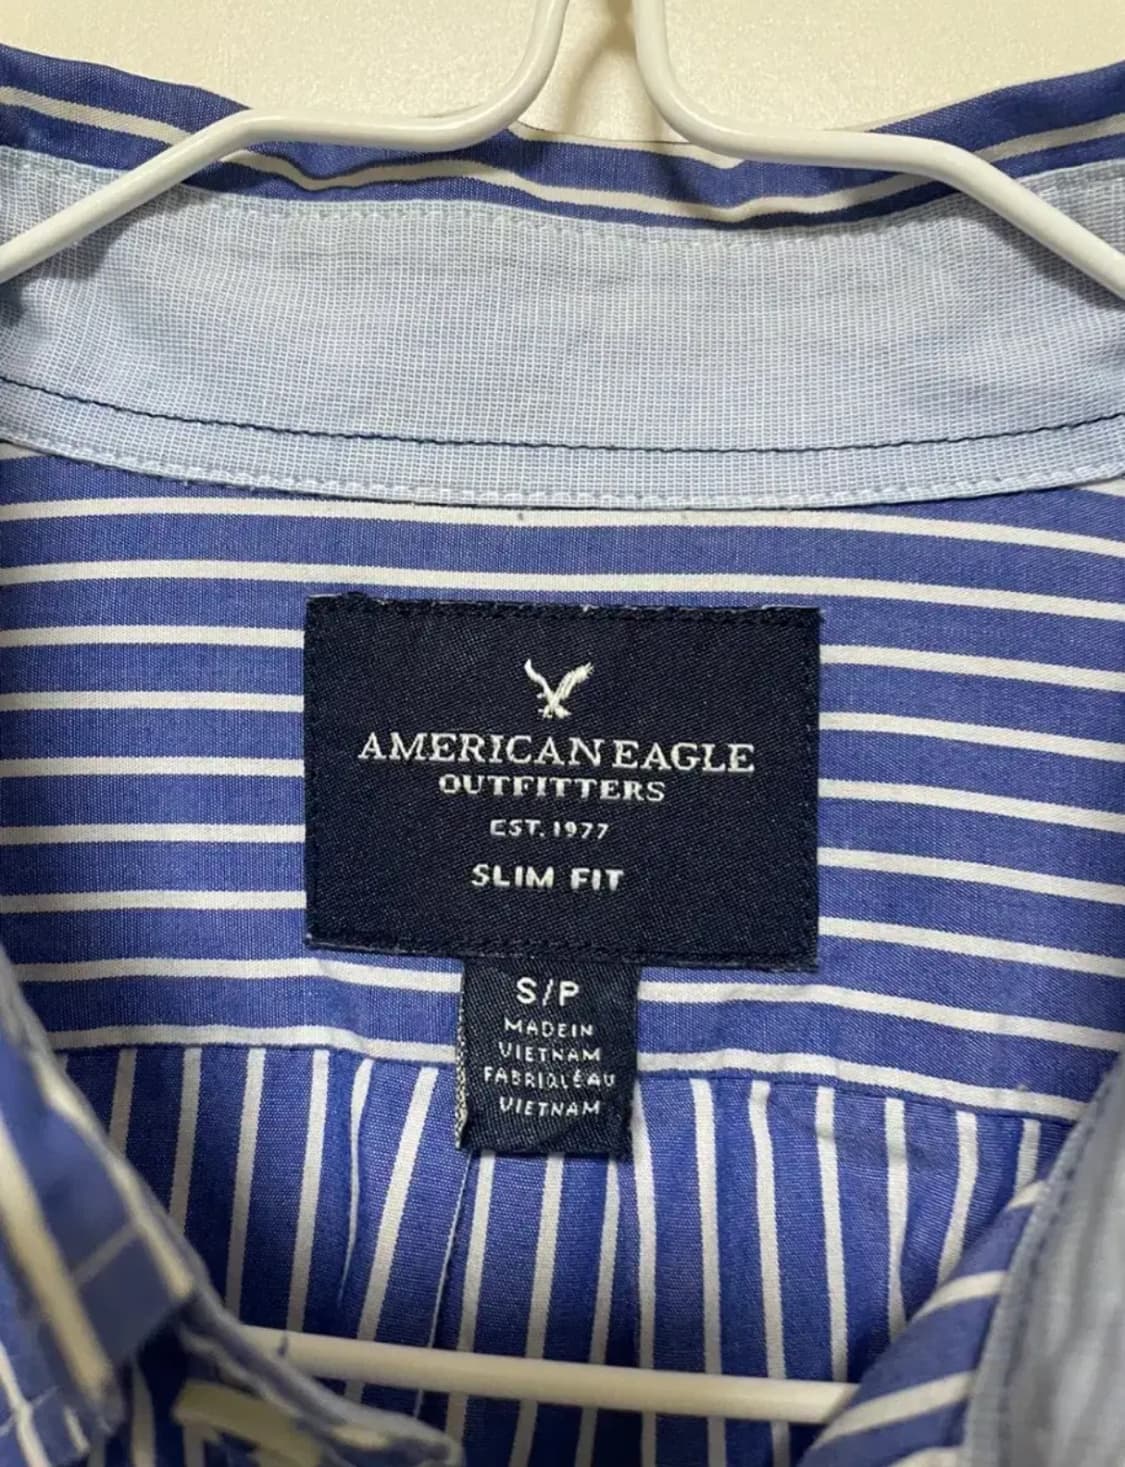 AMERICAN EAGLE
OUTFITTERS
EST. 1977
SLIM FIT
S/P
MADE IN
VIETNAM
FABRIQUÉ AU
VIETNAM